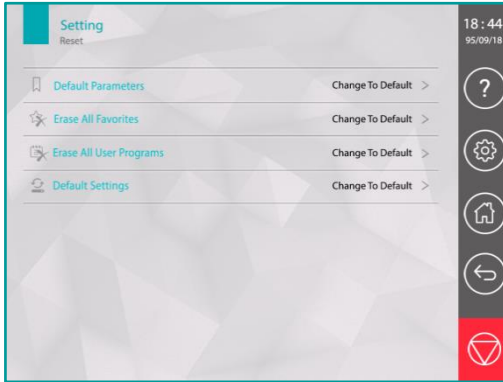 Setting
Reset
18 : 44
95/09/18
Default Parameters Change To Default >
Erase All Favorites Change To Default >
Erase All User Programs Change To Default >
Default Settings Change To Default >
?